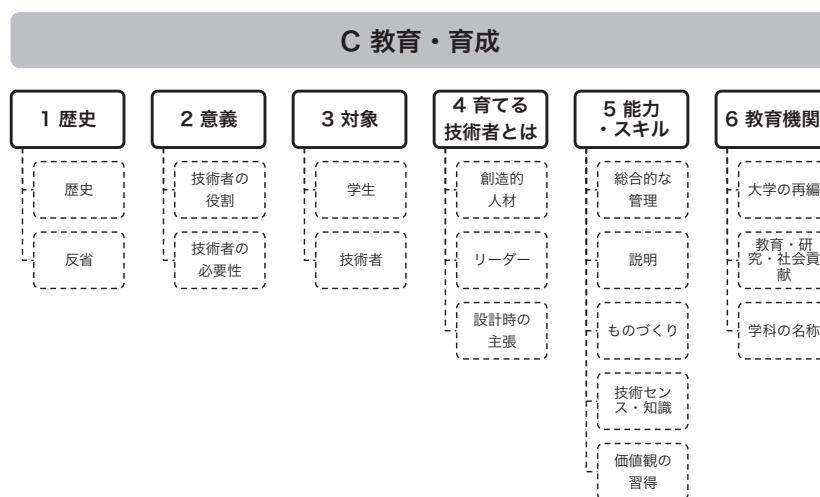 C 教育・育成
1 歴史
歴史
反省
2 意義
技術者の
役割
技術者の
必要性
3 対象
学生
技術者
4 育てる
技術者とは
創造的
人材
リーダー
設計時の
主張
5 能力
・スキル
総合的な
管理
説明
ものづくり
技術セン
ス・知識
価値観の
習得
6 教育機関
大学の再編
教育・研
究・社会貢
献
学科の名称